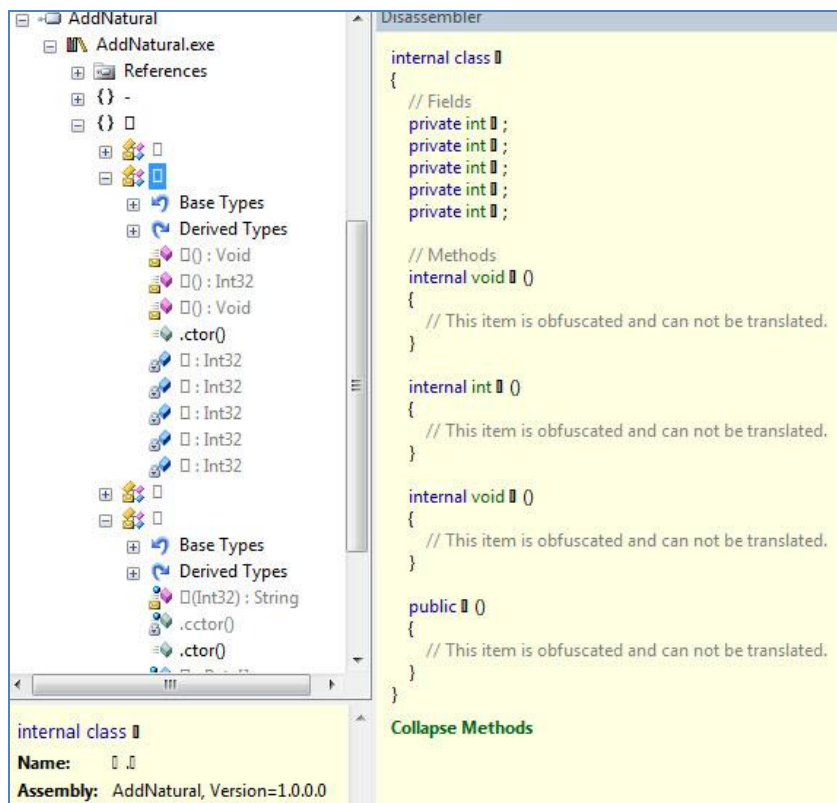 AddNatural
AddNatural.exe
References
{} -
{} ▯
▯
▯
Base Types
Derived Types
▯() : Void
▯() : Int32
▯() : Void
.ctor()
▯ : Int32
▯ : Int32
▯ : Int32
▯ : Int32
▯ : Int32
▯
▯
Base Types
Derived Types
▯(Int32) : String
.cctor()
.ctor()
internal class ▯
Name: ▯ .▯
Assembly: AddNatural, Version=1.0.0.0
Disassembler
internal class ▯
{
// Fields
private int ▯ ;
private int ▯ ;
private int ▯ ;
private int ▯ ;
private int ▯ ;
// Methods
internal void ▯ ()
{
// This item is obfuscated and can not be translated.
}
internal int ▯ ()
{
// This item is obfuscated and can not be translated.
}
internal void ▯ ()
{
// This item is obfuscated and can not be translated.
}
public ▯ ()
{
// This item is obfuscated and can not be translated.
}
}
Collapse Methods